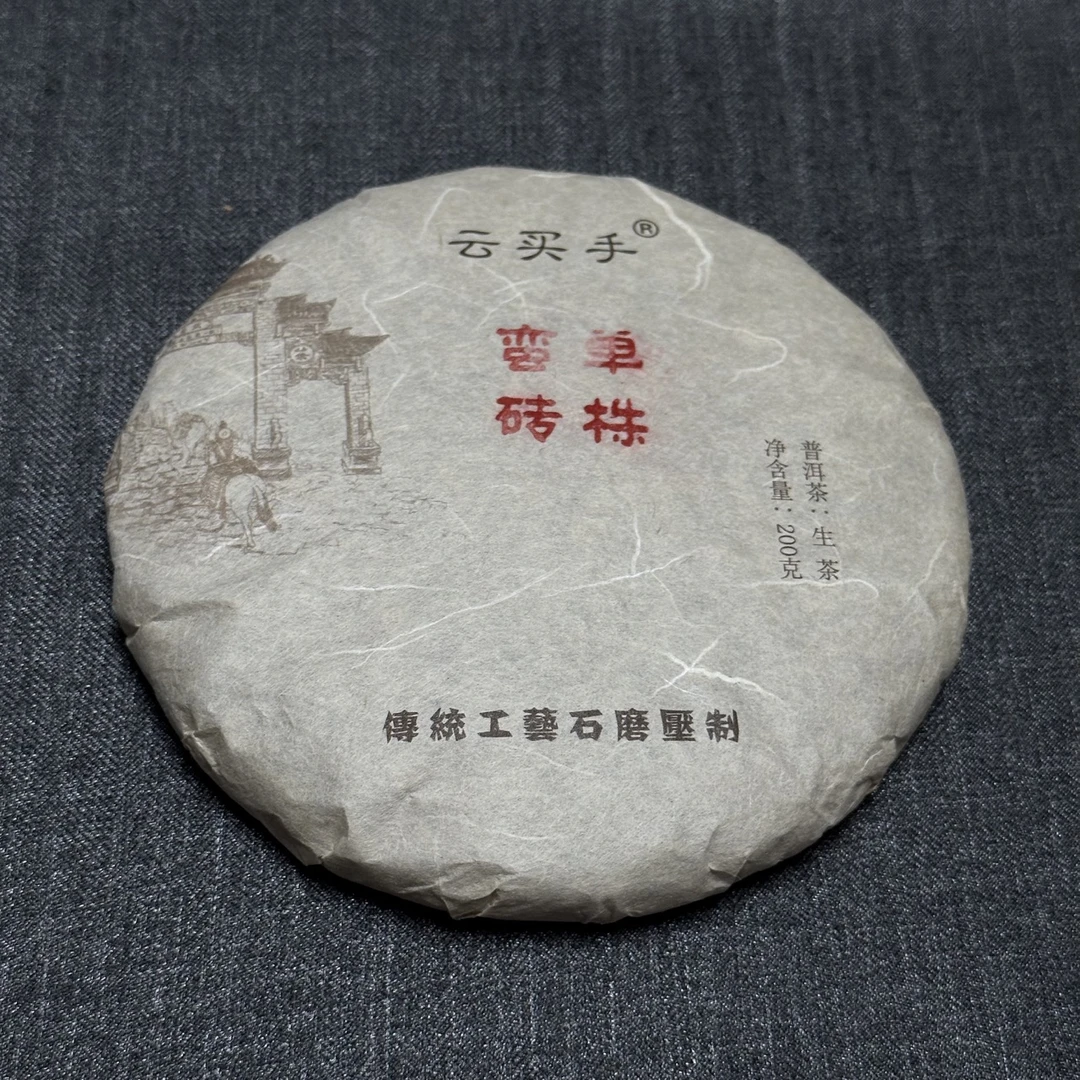 云买手®
单株
蛮砖
普洱茶：生 茶
净含量：200克
傳統工藝石磨壓制